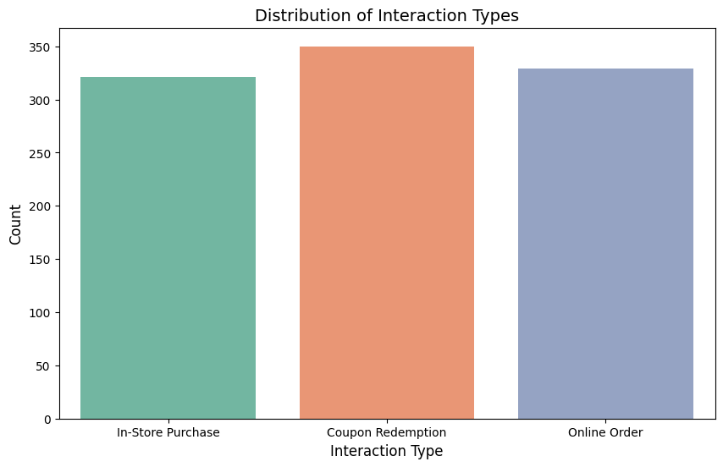 Distribution of Interaction Types
350
300
250
200
150
100
50
0
Count
In-Store Purchase
Coupon Redemption
Online Order
Interaction Type